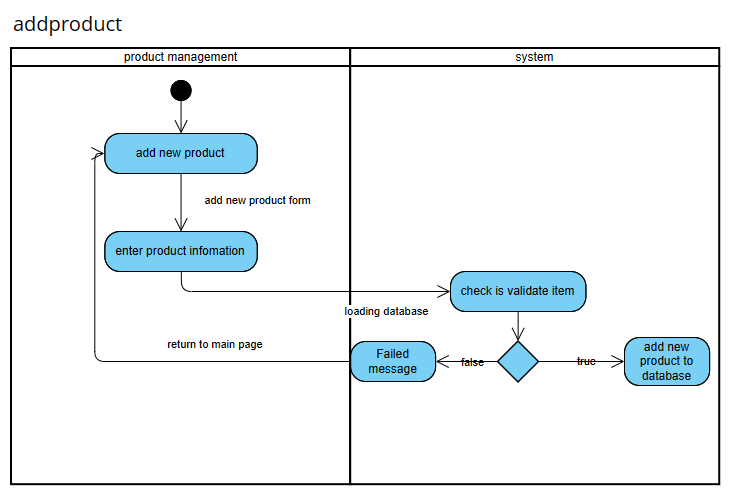 addproduct
product management
system
add new product
add new product form
enter product infomation
check is validate item
loading database
return to main page
Failed
message
false
true
add new
product to
database